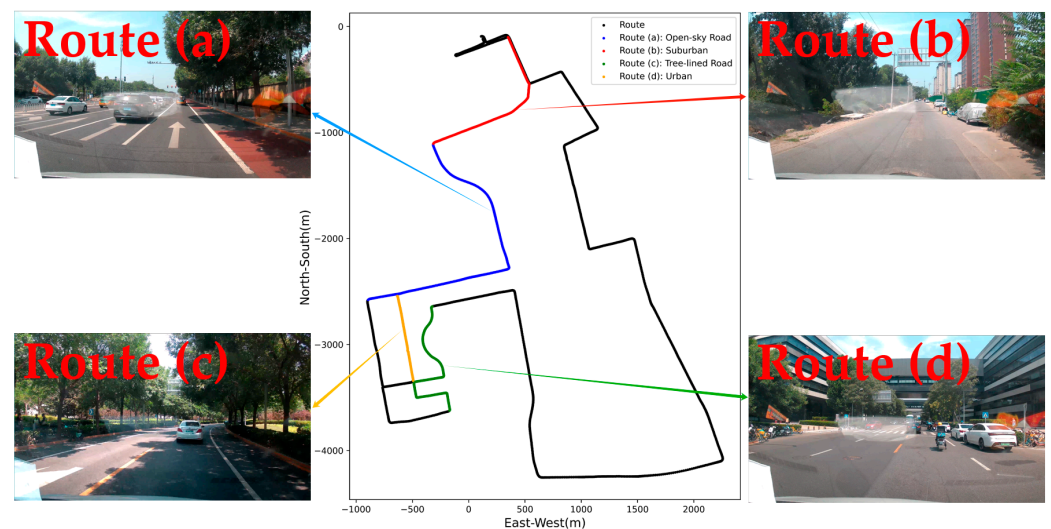 Route (a)
Route (b)
Route
Route (a): Open-sky Road
Route (b): Suburban
Route (c): Tree-lined Road
Route (d): Urban
0
−1000
−2000
−3000
−4000
North-South(m)
Route (c)
Route (d)
−1000 −500 0 500 1000 1500 2000
East-West(m)